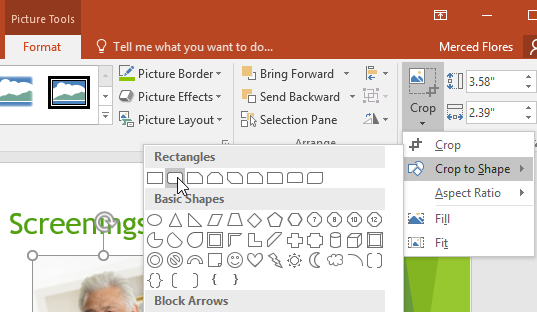 Picture Tools
Format
Tell me what you want to do...
Merced Flores
Picture Border
Picture Effects
Picture Layout
Bring Forward
Send Backward
Selection Pane
Arrange
Crop
3.58"
2.39"
Crop
Crop to Shape
Aspect Ratio
Fill
Fit
Rectangles
Basic Shapes
7
8
10
12
Block Arrows
Screenings